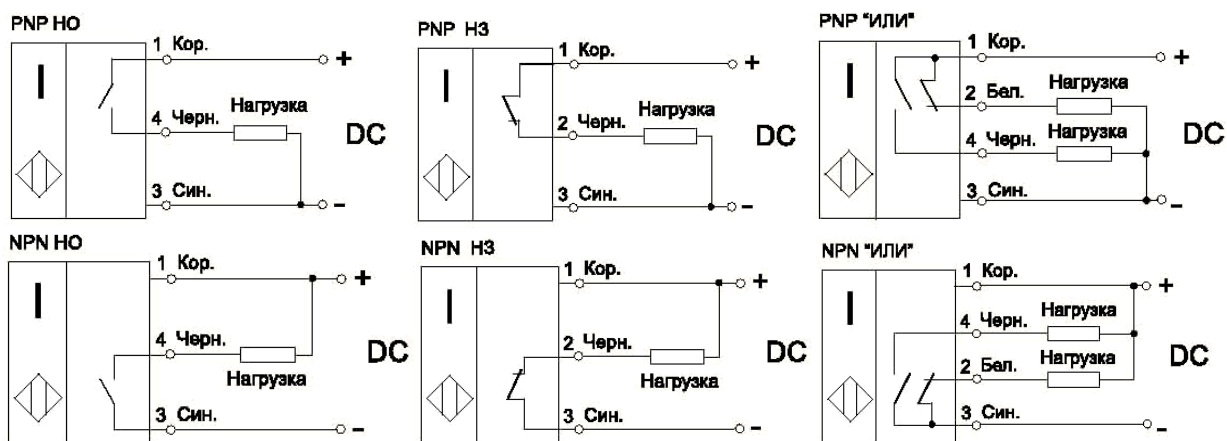 PNP НО
1 Кор.
+
Нагрузка
4 Черн.
DC
3 Син.
-
PNP НЗ
1 Кор.
+
Нагрузка
2 Черн.
DC
3 Син.
-
PNP "ИЛИ"
1 Кор.
+
Нагрузка
2 Бел.
Нагрузка
4 Черн.
DC
3 Син.
-
NPN НО
1 Кор.
+
4 Черн.
DC
Нагрузка
3 Син.
-
NPN НЗ
1 Кор.
+
2 Черн.
DC
Нагрузка
3 Син.
-
NPN "ИЛИ"
1 Кор.
+
Нагрузка
4 Черн.
Нагрузка
DC
2 Бел.
3 Син.
-